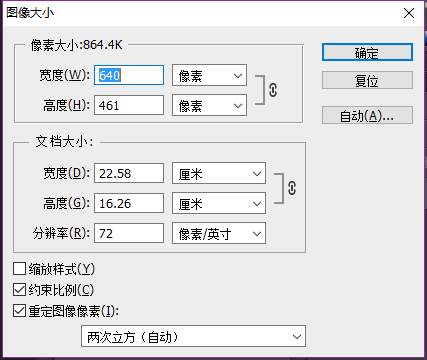 图像大小
像素大小:864.4K
宽度(W): 640 像素
高度(H): 461 像素
确定
复位
自动(A)...
文档大小:
宽度(D): 22.58 厘米
高度(G): 16.26 厘米
分辨率(R): 72 像素/英寸
缩放样式(Y)
约束比例(C)
重定图像像素(I):
两次立方（自动）